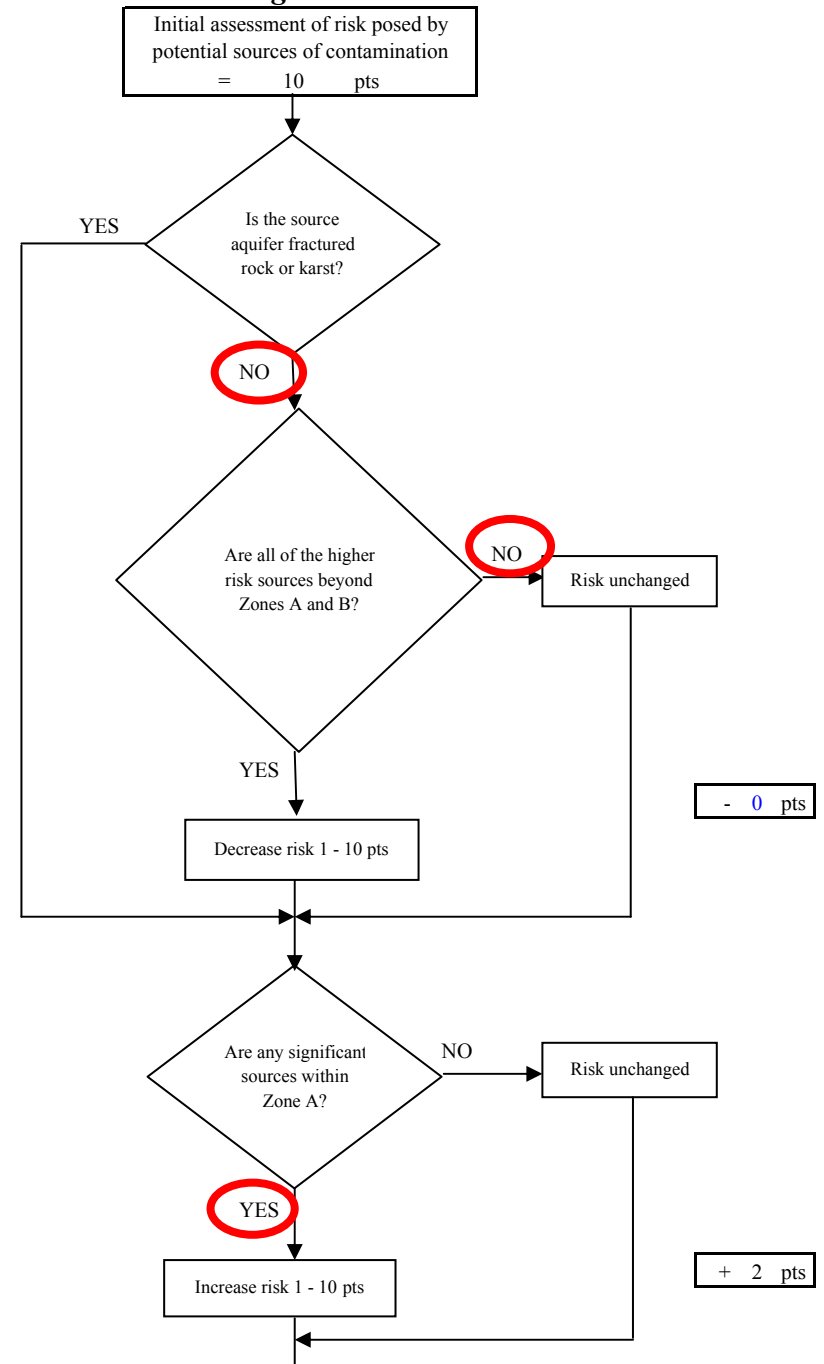 Initial assessment of risk posed by
potential sources of contamination
= 10 pts
YES
Is the source
aquifer fractured
rock or karst?
NO
Are all of the higher
risk sources beyond
Zones A and B?
NO
Risk unchanged
YES
- 0 pts
Decrease risk 1 - 10 pts
Are any significant
sources within
Zone A?
NO
Risk unchanged
YES
Increase risk 1 - 10 pts
+ 2 pts